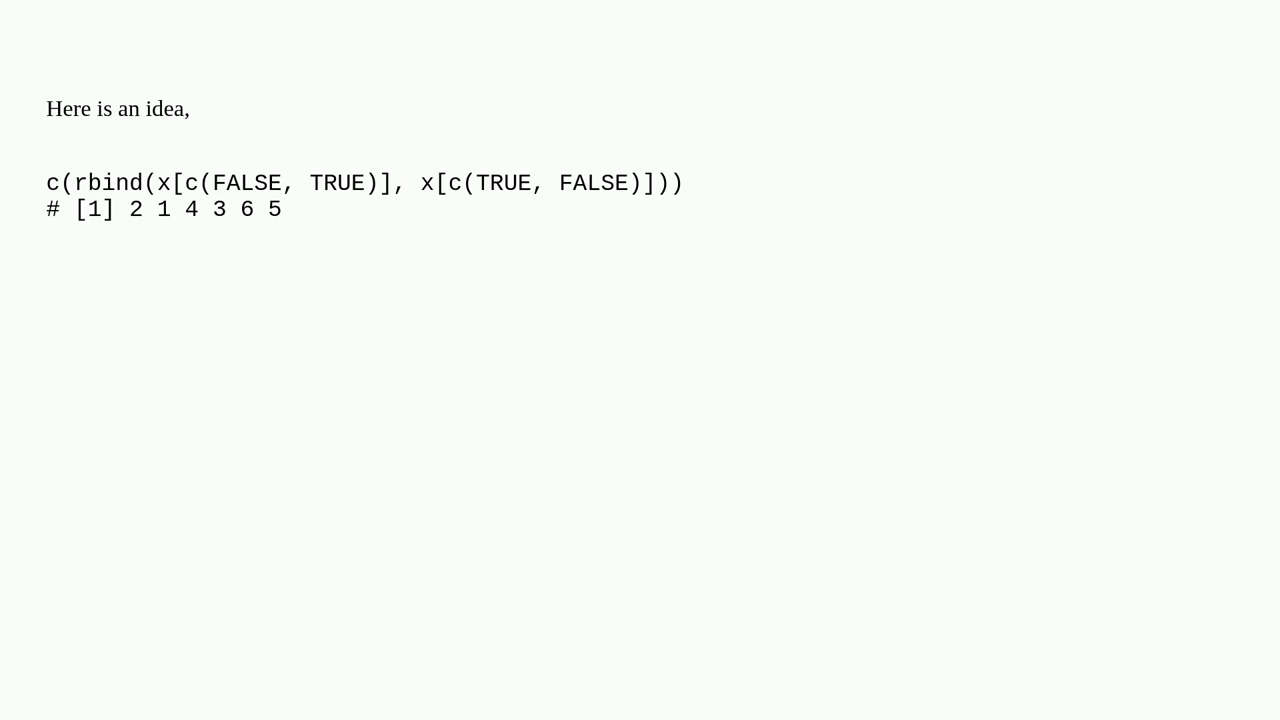 Here is an idea,
c(rbind(x[c(FALSE, TRUE)], x[c(TRUE, FALSE)]))
# [1] 2 1 4 3 6 5